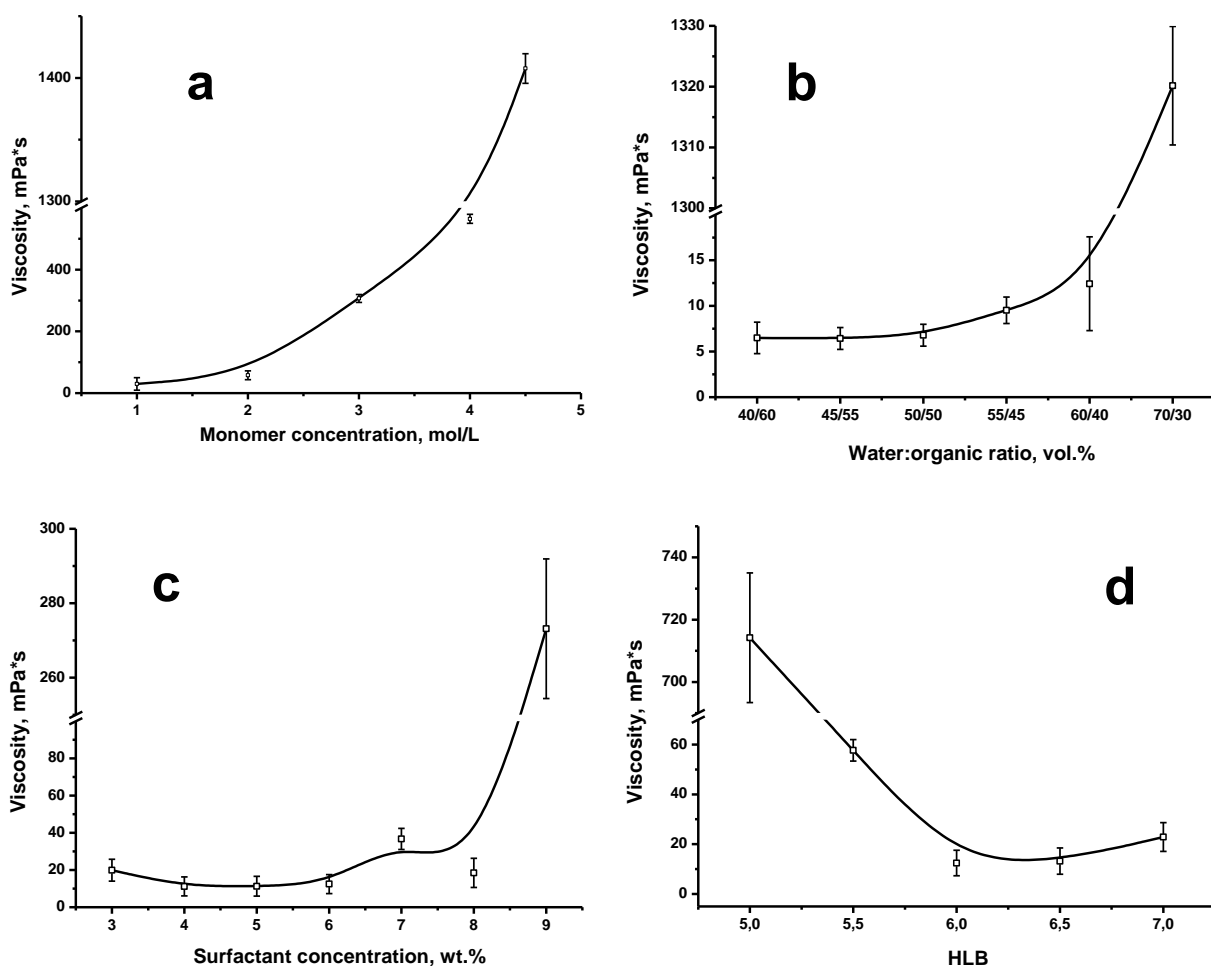 a
Viscosity, mPa*s
1400
1300
400
200
0
1 2 3 4 5
Monomer concentration, mol/L
b
Viscosity, mPa*s
1330
1320
1310
1300
15
10
5
0
40/60 45/55 50/50 55/45 60/40 70/30
Water:organic ratio, vol.%
c
Viscosity, mPa*s
300
280
260
80
60
40
20
0
3 4 5 6 7 8 9
Surfactant concentration, wt.%
d
Viscosity, mPa*s
740
720
700
60
40
20
0
5,0 5,5 6,0 6,5 7,0
HLB